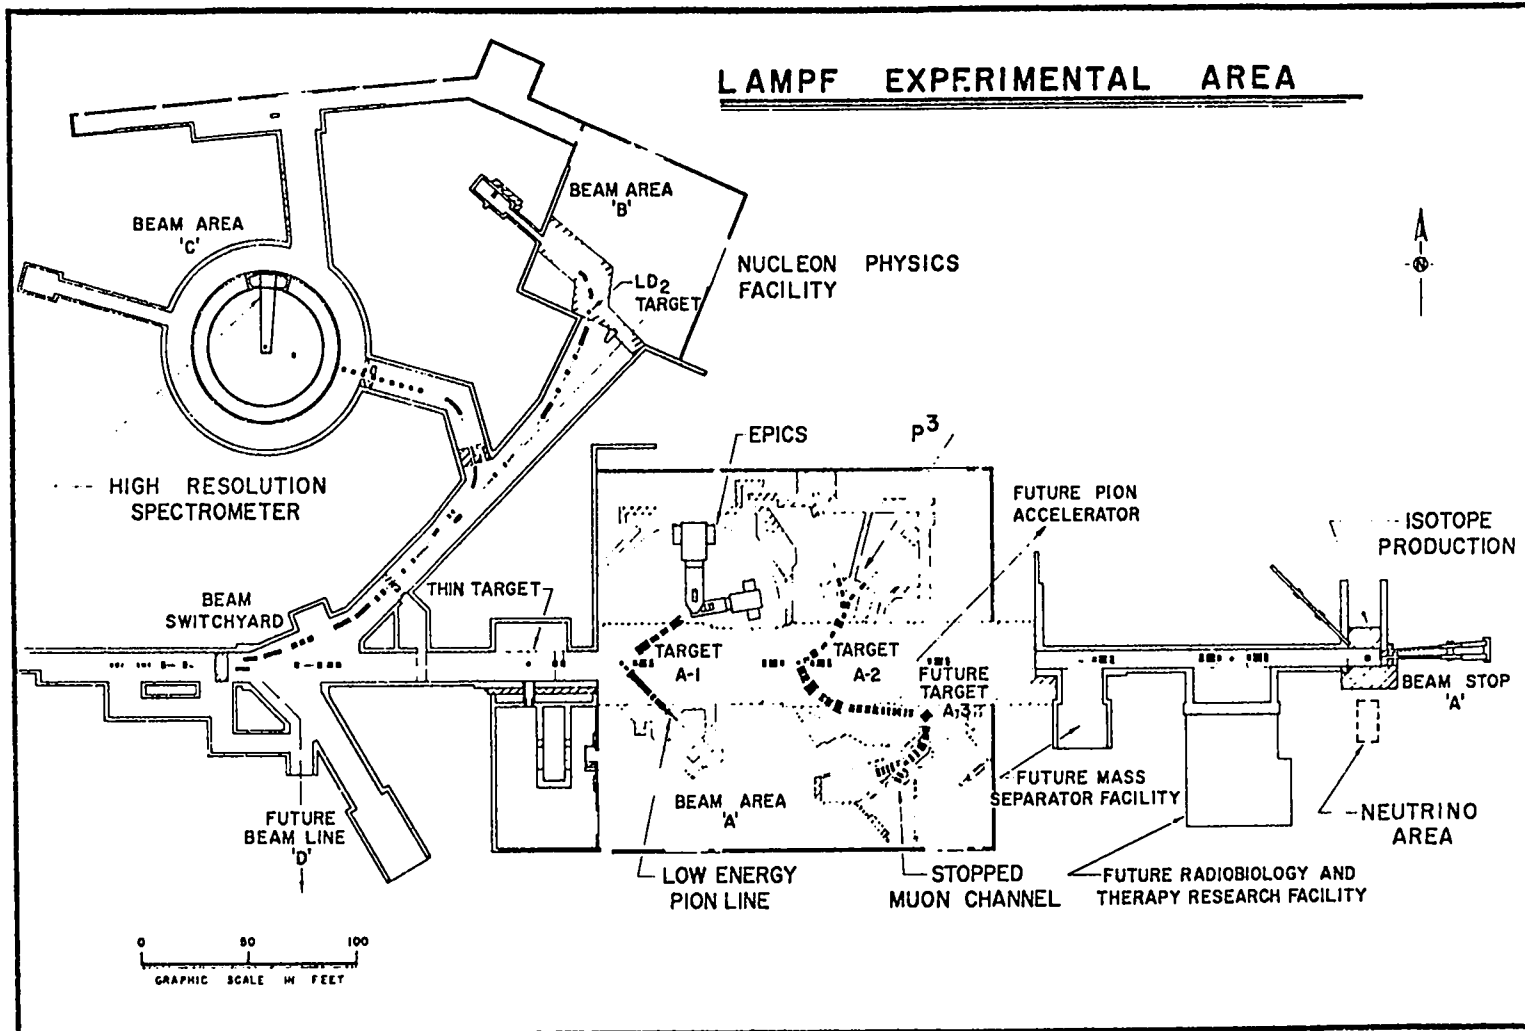 LAMPF EXPERIMENTAL AREA
BEAM AREA
'B'
BEAM AREA
'C'
NUCLEON PHYSICS
FACILITY
LD2
TARGET
N
EPICS
P3
HIGH RESOLUTION
SPECTROMETER
FUTURE PION
ACCELERATOR
ISOTOPE
PRODUCTION
THIN TARGET
BEAM
SWITCHYARD
TARGET
A-1
TARGET
A-2
FUTURE
TARGET
A-3
BEAM STOP
'A'
FUTURE MASS
SEPARATOR FACILITY
BEAM AREA
'A'
FUTURE
BEAM LINE
'D'
NEUTRINO
AREA
LOW ENERGY
PION LINE
STOPPED
MUON CHANNEL
FUTURE RADIOBIOLOGY AND
THERAPY RESEARCH FACILITY
0 50 100
GRAPHIC SCALE IN FEET